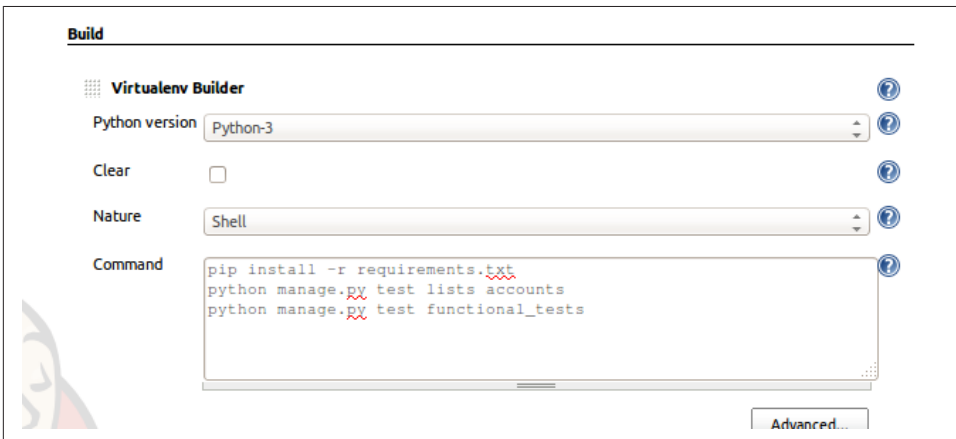 Build
Virtualenv Builder
Python version Python-3
Clear
Nature Shell
Command
pip install -r requirements.txt
python manage.py test lists accounts
python manage.py test functional_tests
Advanced...